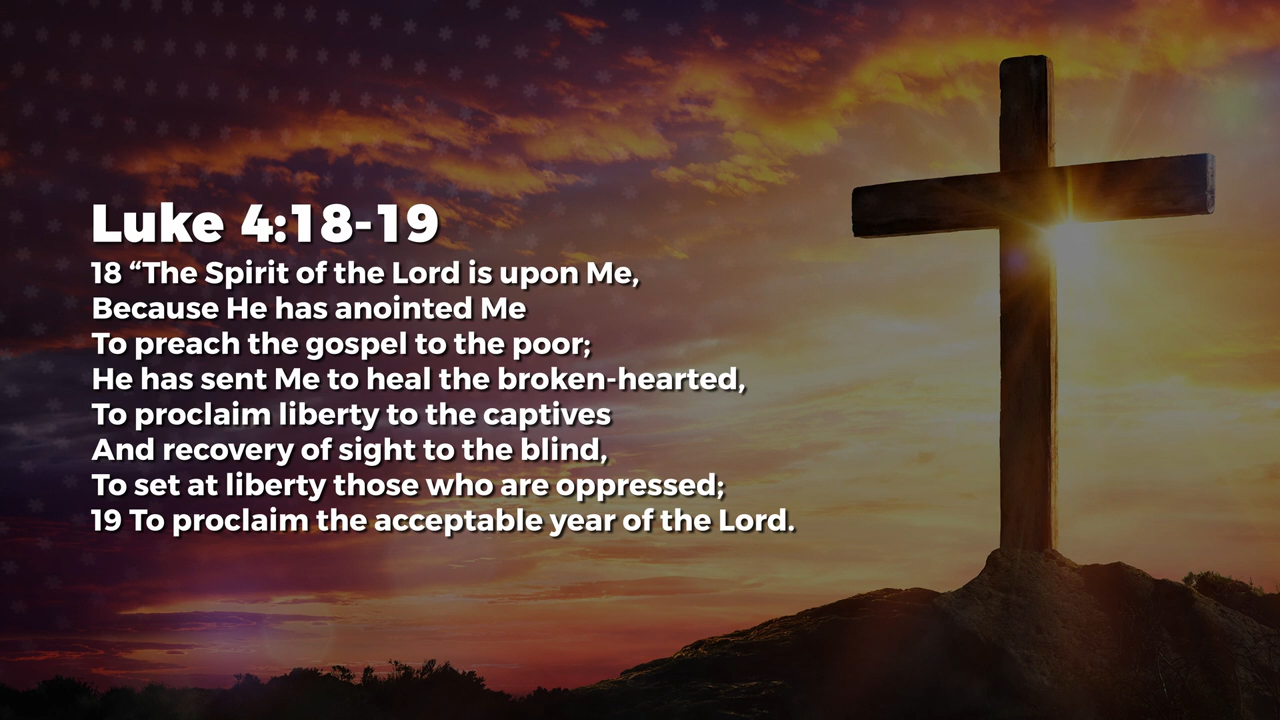 Luke 4:18-19
18 “The Spirit of the Lord is upon Me,
Because He has anointed Me
To preach the gospel to the poor;
He has sent Me to heal the broken-hearted,
To proclaim liberty to the captives
And recovery of sight to the blind,
To set at liberty those who are oppressed;
19 To proclaim the acceptable year of the Lord.